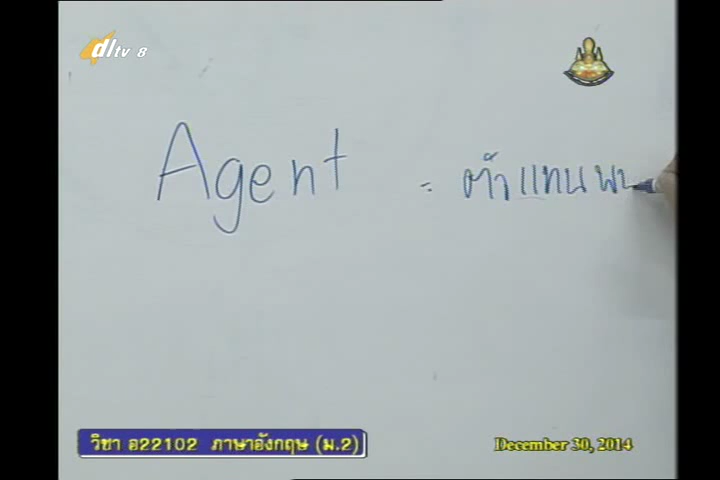 dltv 8
Agent = ตัวแทน พน
วิชา อ22102 ภาษาอังกฤษ (ม.2)
December 30, 2014